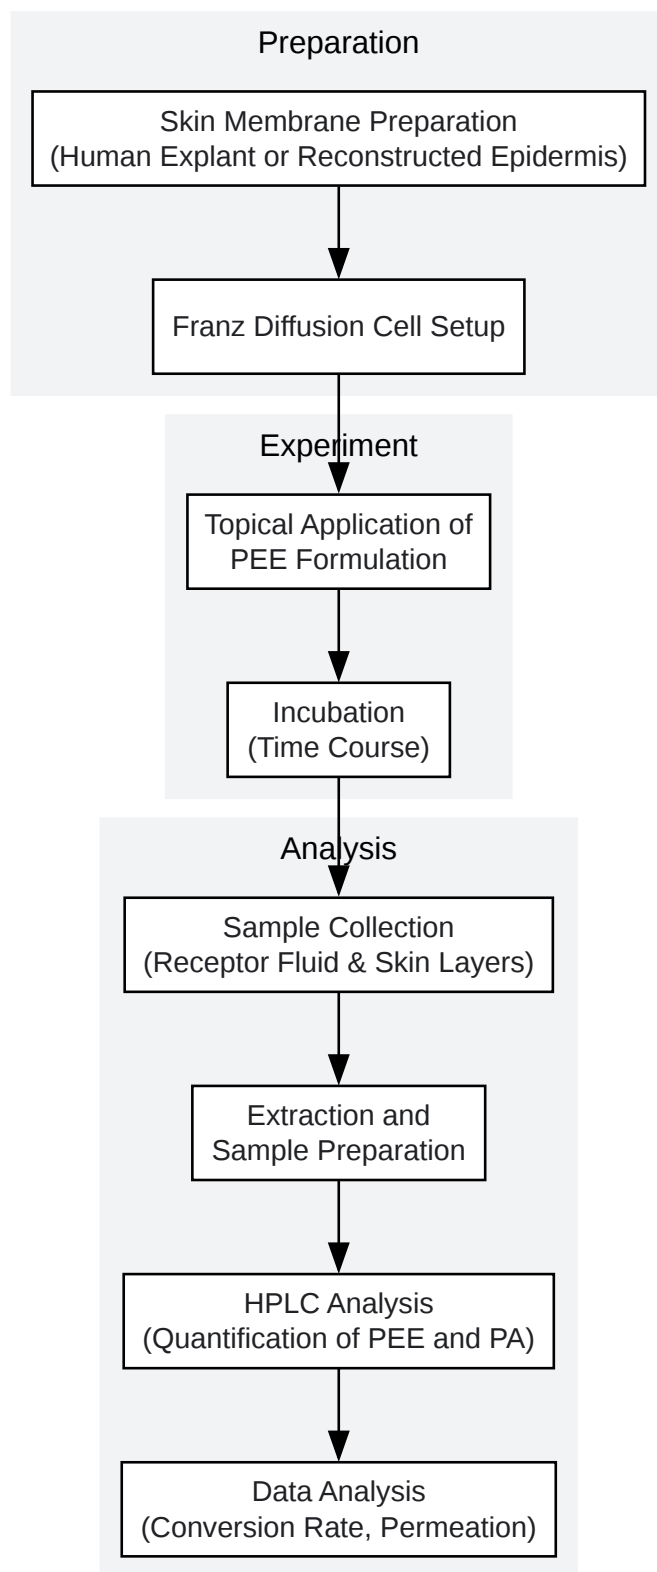 Preparation
Skin Membrane Preparation
(Human Explant or Reconstructed Epidermis)
Franz Diffusion Cell Setup
Experiment
Topical Application of
PEE Formulation
Incubation
(Time Course)
Analysis
Sample Collection
(Receptor Fluid & Skin Layers)
Extraction and
Sample Preparation
HPLC Analysis
(Quantification of PEE and PA)
Data Analysis
(Conversion Rate, Permeation)